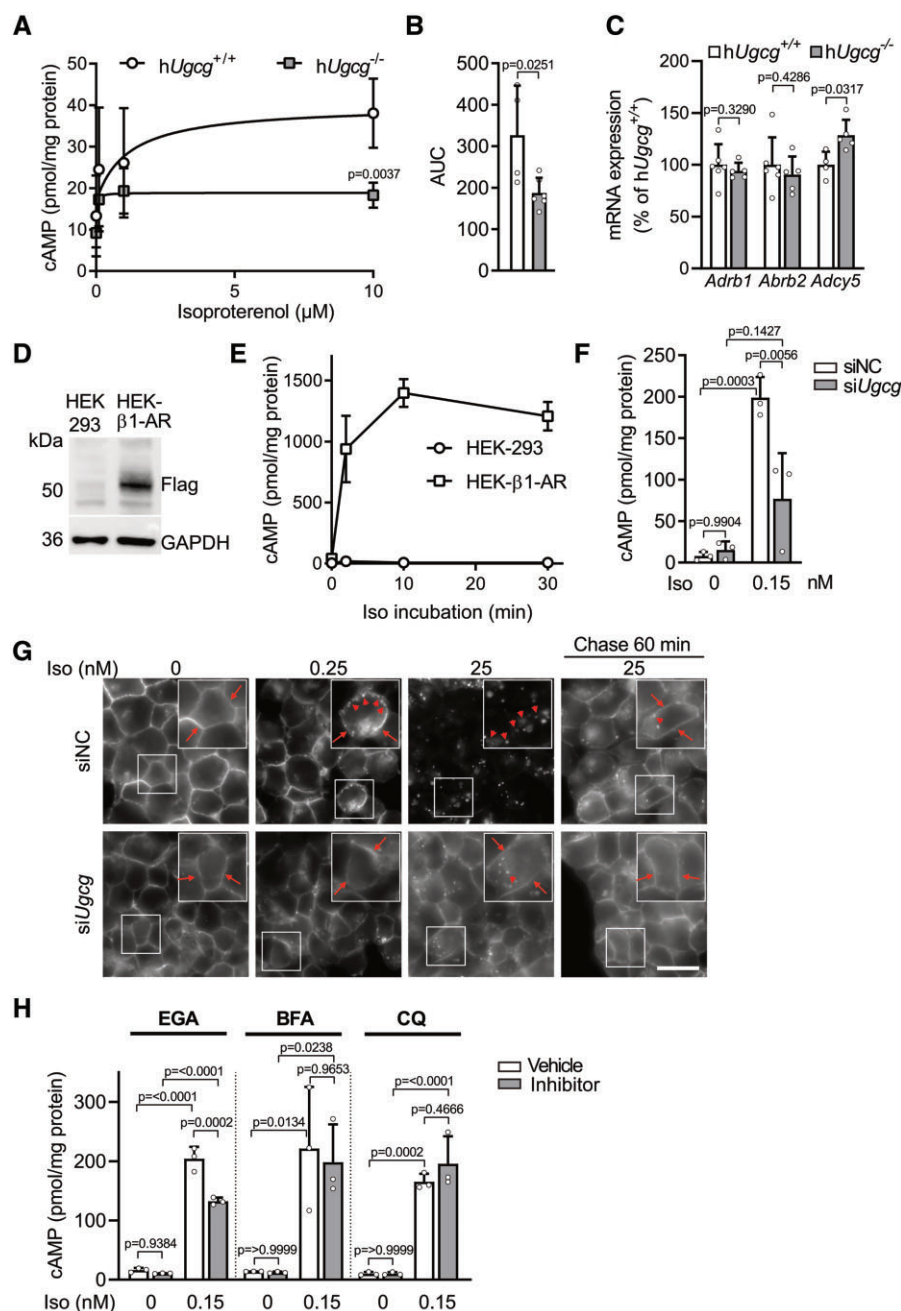 A
hUgcg+/+
hUgcg-/-
cAMP (pmol/mg protein)
50
40
30
20
10
0
p=0.0037
0
5
10
Isoproterenol (µM)
B
p=0.0251
AUC
500
400
300
200
100
0
C
hUgcg+/+
hUgcg-/-
mRNA expression
(% of hUgcg+/+)
200
150
100
50
0
p=0.3290
p=0.4286
p=0.0317
Adrb1
Abrb2
Adcy5
D
HEK
293
HEK-
β1-AR
kDa
50
Flag
36
GAPDH
E
cAMP (pmol/mg protein)
1500
1000
500
0
HEK-293
HEK-β1-AR
0
10
20
30
Iso incubation (min)
F
cAMP (pmol/mg protein)
250
200
150
100
50
0
p=0.1427
p=0.0056
p=0.0003
p=0.9904
siNC
siUgcg
Iso
0
0.15
nM
G
Chase 60 min
Iso (nM)
0
0.25
25
25
siNC
siUgcg
H
EGA
BFA
CQ
Vehicle
Inhibitor
cAMP (pmol/mg protein)
300
200
100
0
p=<0.0001
p=<0.0001
p=0.0002
p=0.9384
p=0.0238
p=0.9653
p=0.0134
p=>0.9999
p=<0.0001
p=0.4666
p=0.0002
p=>0.9999
Iso (nM)
0
0.15
0
0.15
0
0.15